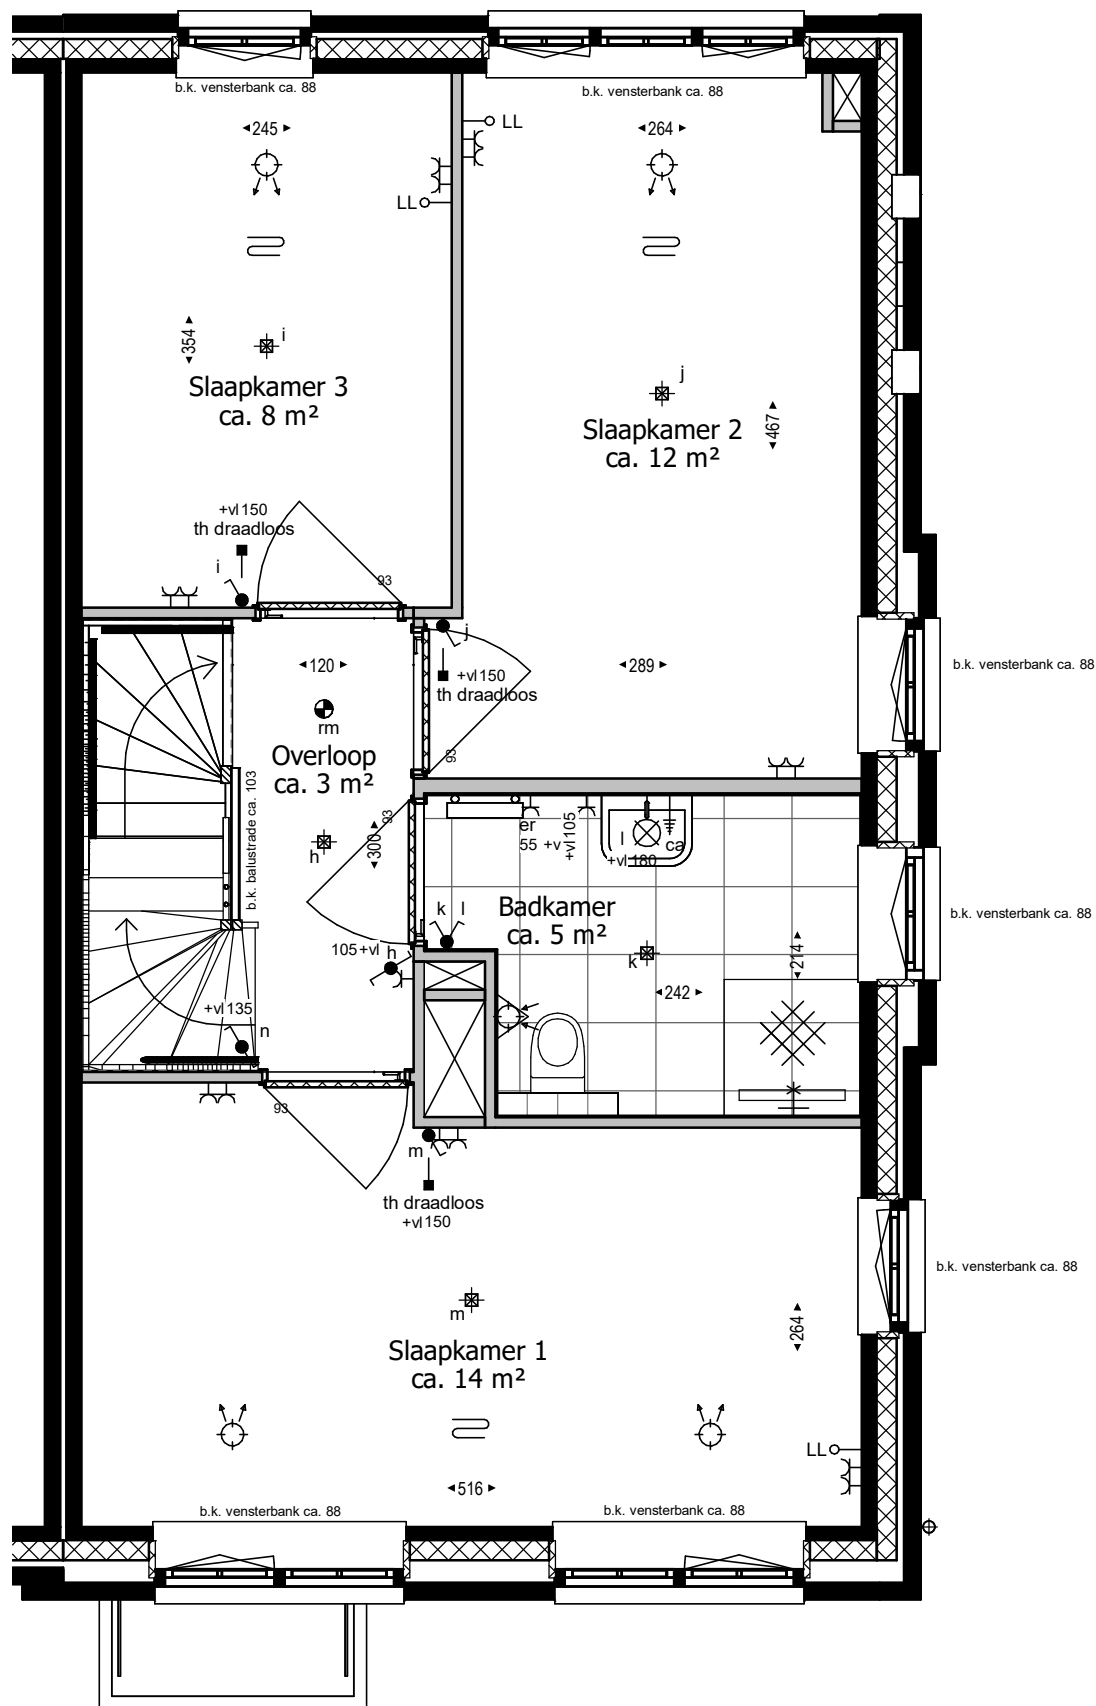 b.k. vensterbank ca. 88
b.k. vensterbank ca. 88
245
264
LL
LL
354
i
Slaapkamer 3
ca. 8 m²
j
Slaapkamer 2
ca. 12 m²
467
+vl 150
th draadloos
i
93
j
120
289
+vl 150
th draadloos
b.k. vensterbank ca. 88
rm
Overloop
ca. 3 m²
93
b.k. balustrade ca. 103
93
h
300
er
55 +v
+vl 105
l
ca
+vl 180
k
l
Badkamer
ca. 5 m²
b.k. vensterbank ca. 88
105+vl
h
k
214
242
+vl 135
n
93
m
th draadloos
+vl 150
b.k. vensterbank ca. 88
m
264
Slaapkamer 1
ca. 14 m²
LL
516
b.k. vensterbank ca. 88
b.k. vensterbank ca. 88